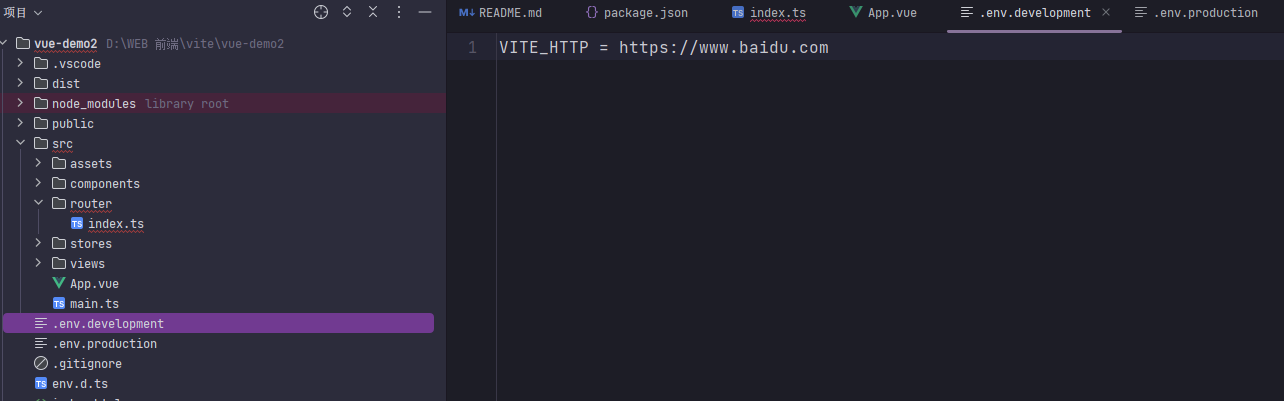 项目
README.md package.json index.ts App.vue .env.development .env.production
vue-demo2 D:\WEB 前端\vite\vue-demo2
.vscode
dist
node_modules library root
public
src
assets
components
router
index.ts
stores
views
App.vue
main.ts
.env.development
.env.production
.gitignore
env.d.ts
1 VITE_HTTP = https://www.baidu.com